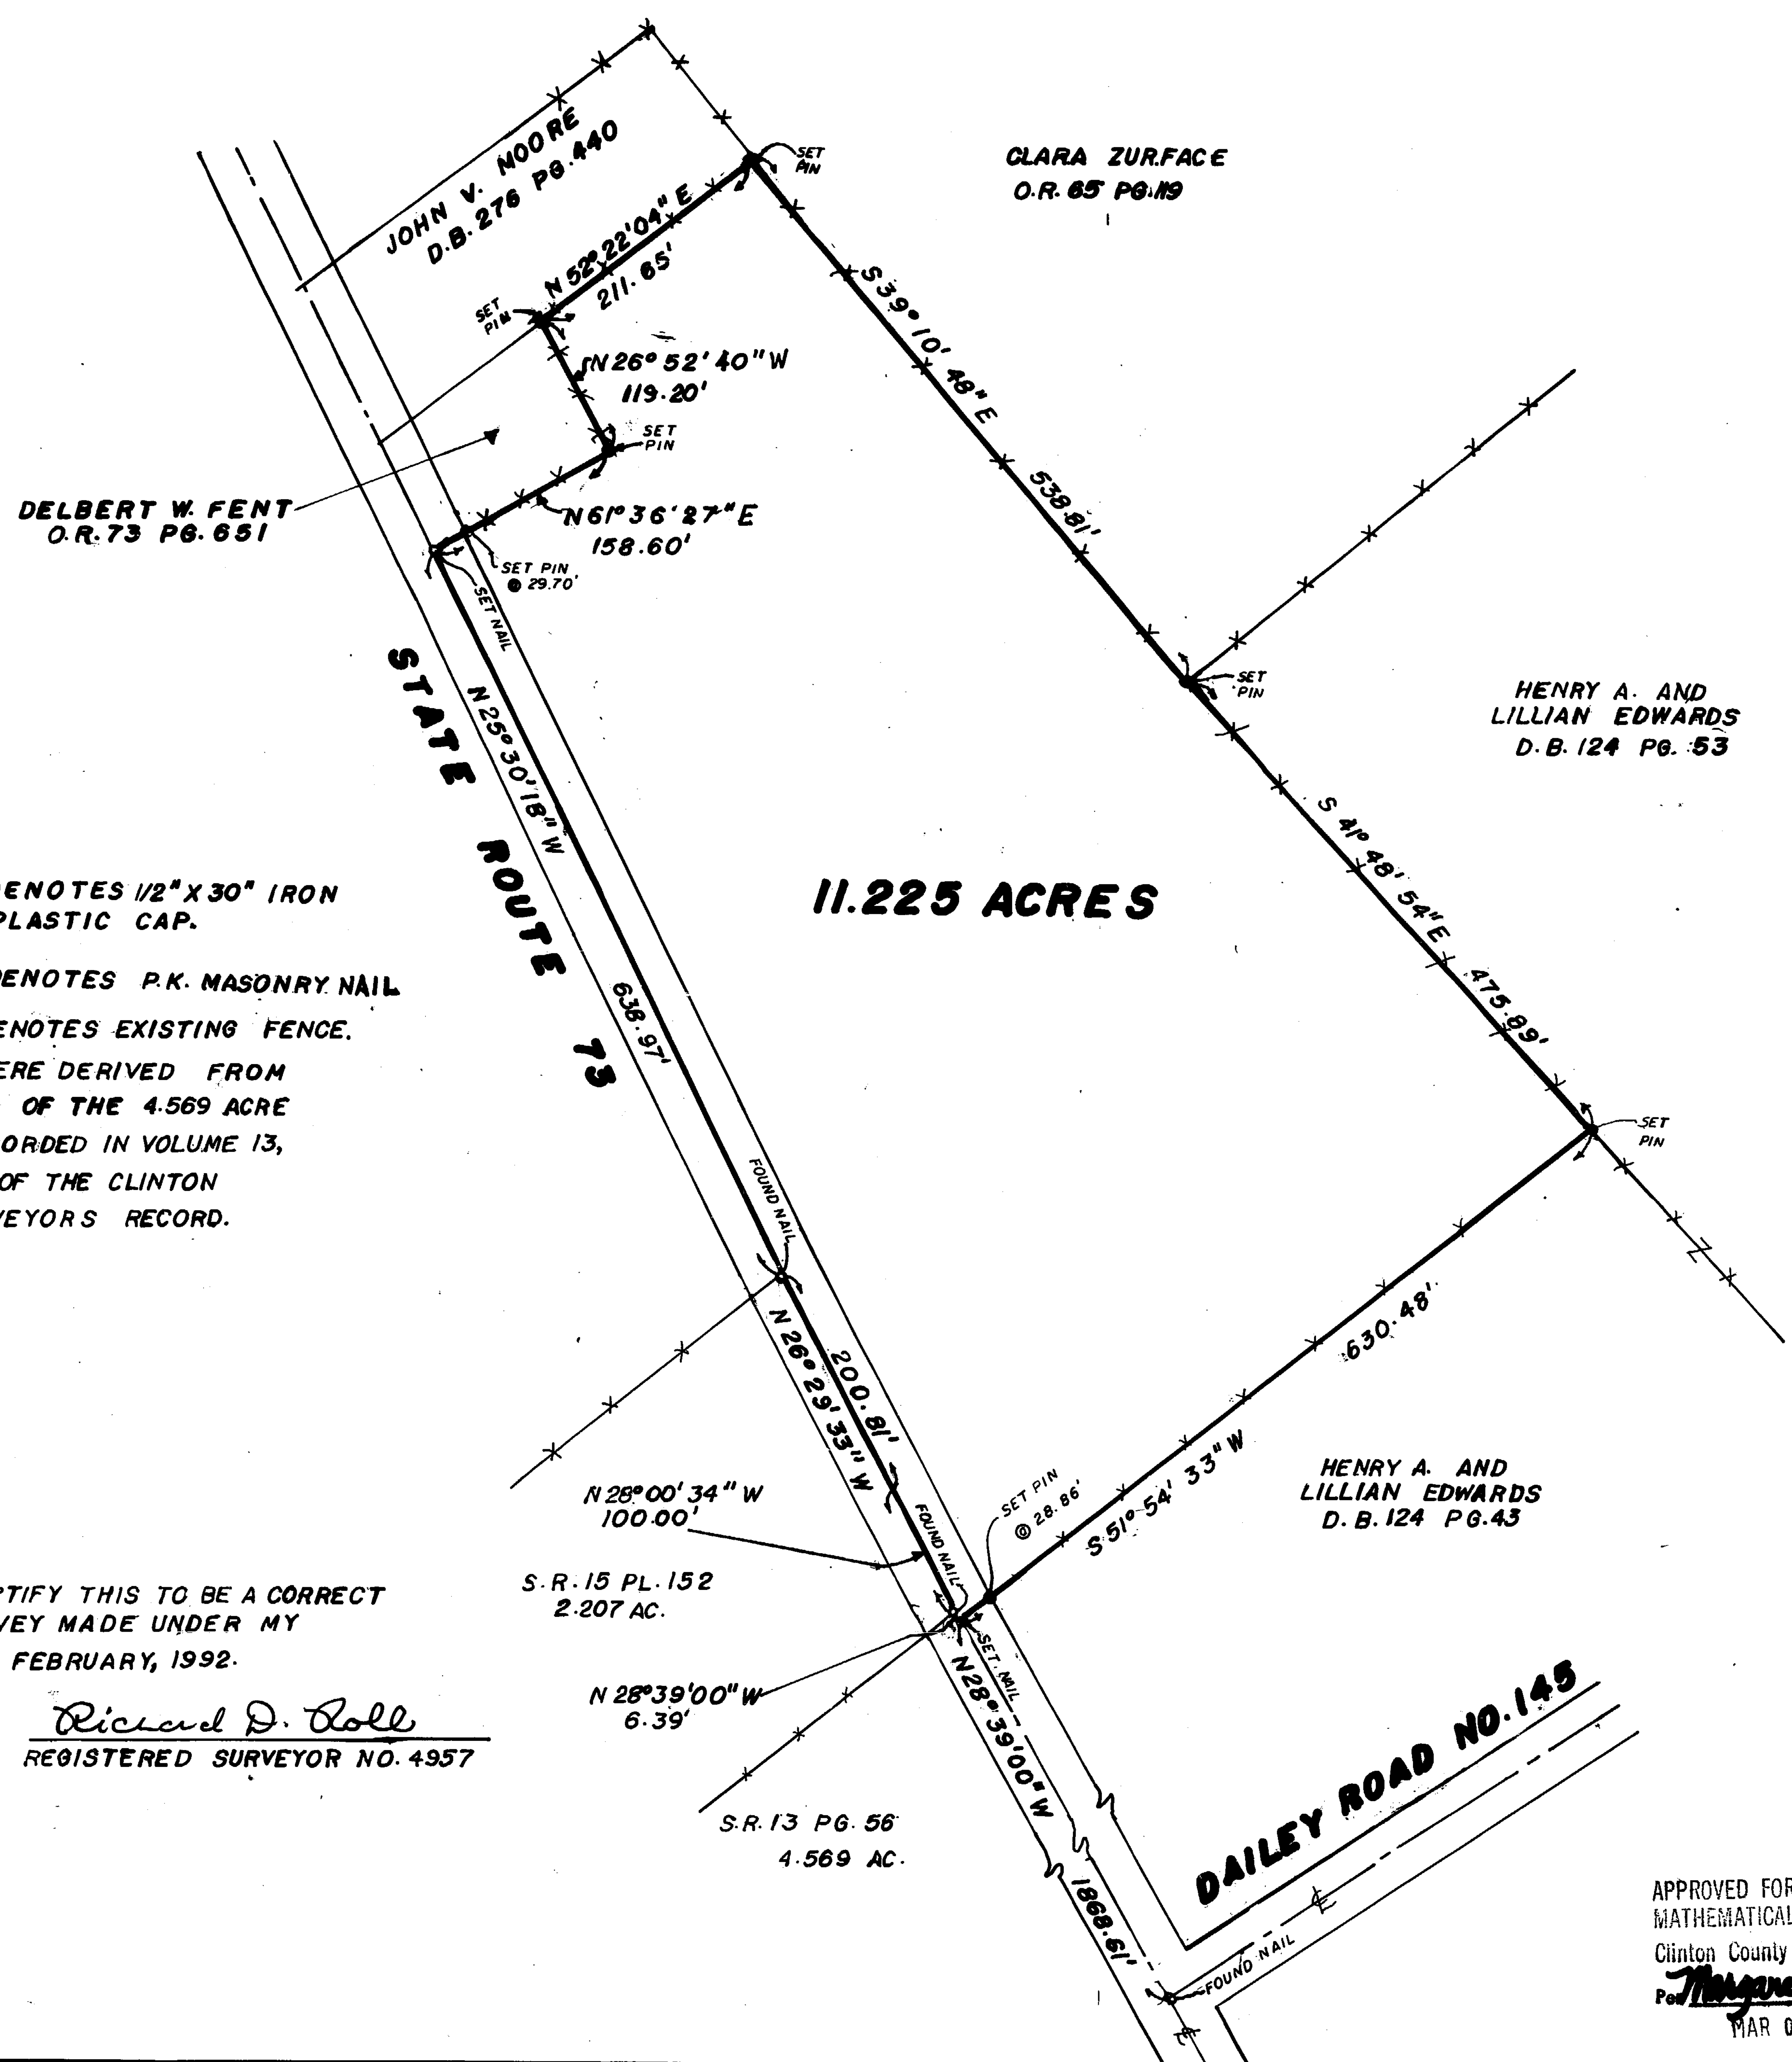 JOHN V. MOORE
D.B. 276 PG. 440
SET
PIN
CLARA ZURFACE
O.R. 65 PG. 119
N 52° 22' 04" E
211.65'
SET
PIN
N 26° 52' 40" W
119.20'
SET
PIN
S 39° 10' 48" E
538.81'
DELBERT W. FENT
O.R. 73 PG. 651
N 61° 36' 27" E
158.60'
SET PIN
@ 29.70'
SET NAIL
STATE ROUTE 73
N 25° 30' 18" W
638.97'
SET
PIN
HENRY A. AND
LILLIAN EDWARDS
D.B. 124 PG. 53
S 41° 48' 54" E
475.89'
11.225 ACRES
ENOTES 1/2" X 30" IRON
PLASTIC CAP.
DENOTES P.K. MASONRY NAIL
ENOTES EXISTING FENCE.
ERE DERIVED FROM
OF THE 4.569 ACRE
ORDED IN VOLUME 13,
OF THE CLINTON
VEYORS RECORD.
SET
PIN
FOUND NAIL
N 26° 29' 33" W
200.81'
630.48'
S 51° 54' 33" W
N 28° 00' 34" W
100.00'
FOUND NAIL
SET PIN
@ 28.86'
HENRY A. AND
LILLIAN EDWARDS
D.B. 124 PG. 43
S.R. 15 PL. 152
2.207 AC.
TIFY THIS TO BE A CORRECT
VEY MADE UNDER MY
FEBRUARY, 1992.
Richard D. Roll
REGISTERED SURVEYOR NO. 4957
N 28° 39' 00" W
6.39'
SET NAIL
N 28° 39' 00" W
1868.61'
S.R. 13 PG. 56
4.569 AC.
DAILEY ROAD NO. 145
FOUND NAIL
APPROVED FOR
MATHEMATICAL
Clinton County
Per
MAR 0